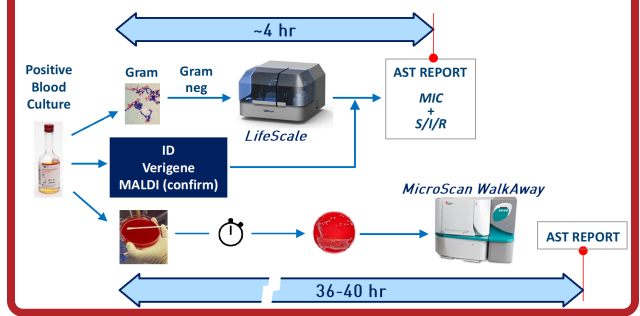 ~4 hr
Positive
Blood
Culture
Gram
Gram
neg
LifeScale
AST REPORT
MIC
+
S/I/R
ID
Verigene
MALDI (confirm)
MicroScan WalkAway
AST REPORT
36-40 hr